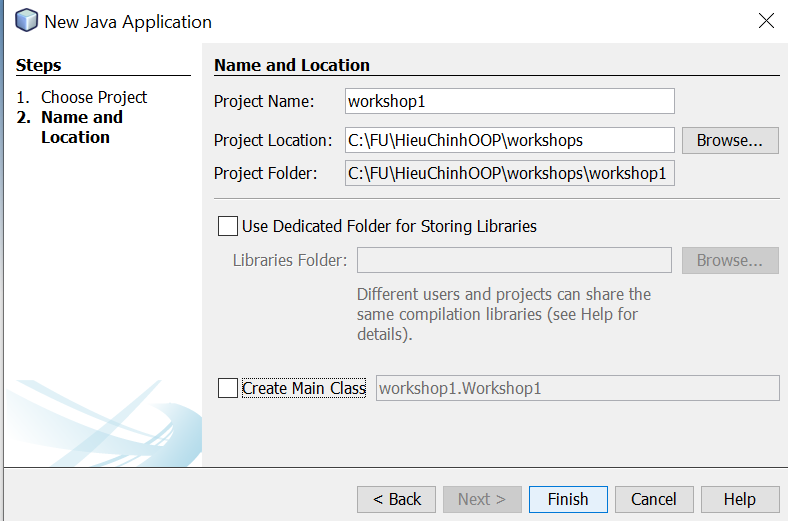 New Java Application
Steps
1. Choose Project
2. Name and
Location
Name and Location
Project Name: workshop1
Project Location: C:\FU\HieuChinhOOP\workshops Browse...
Project Folder: C:\FU\HieuChinhOOP\workshops\workshop1
Use Dedicated Folder for Storing Libraries
Libraries Folder: Browse...
Different users and projects can share the
same compilation libraries (see Help for
details).
Create Main Class workshop1.Workshop1
< Back Next > Finish Cancel Help